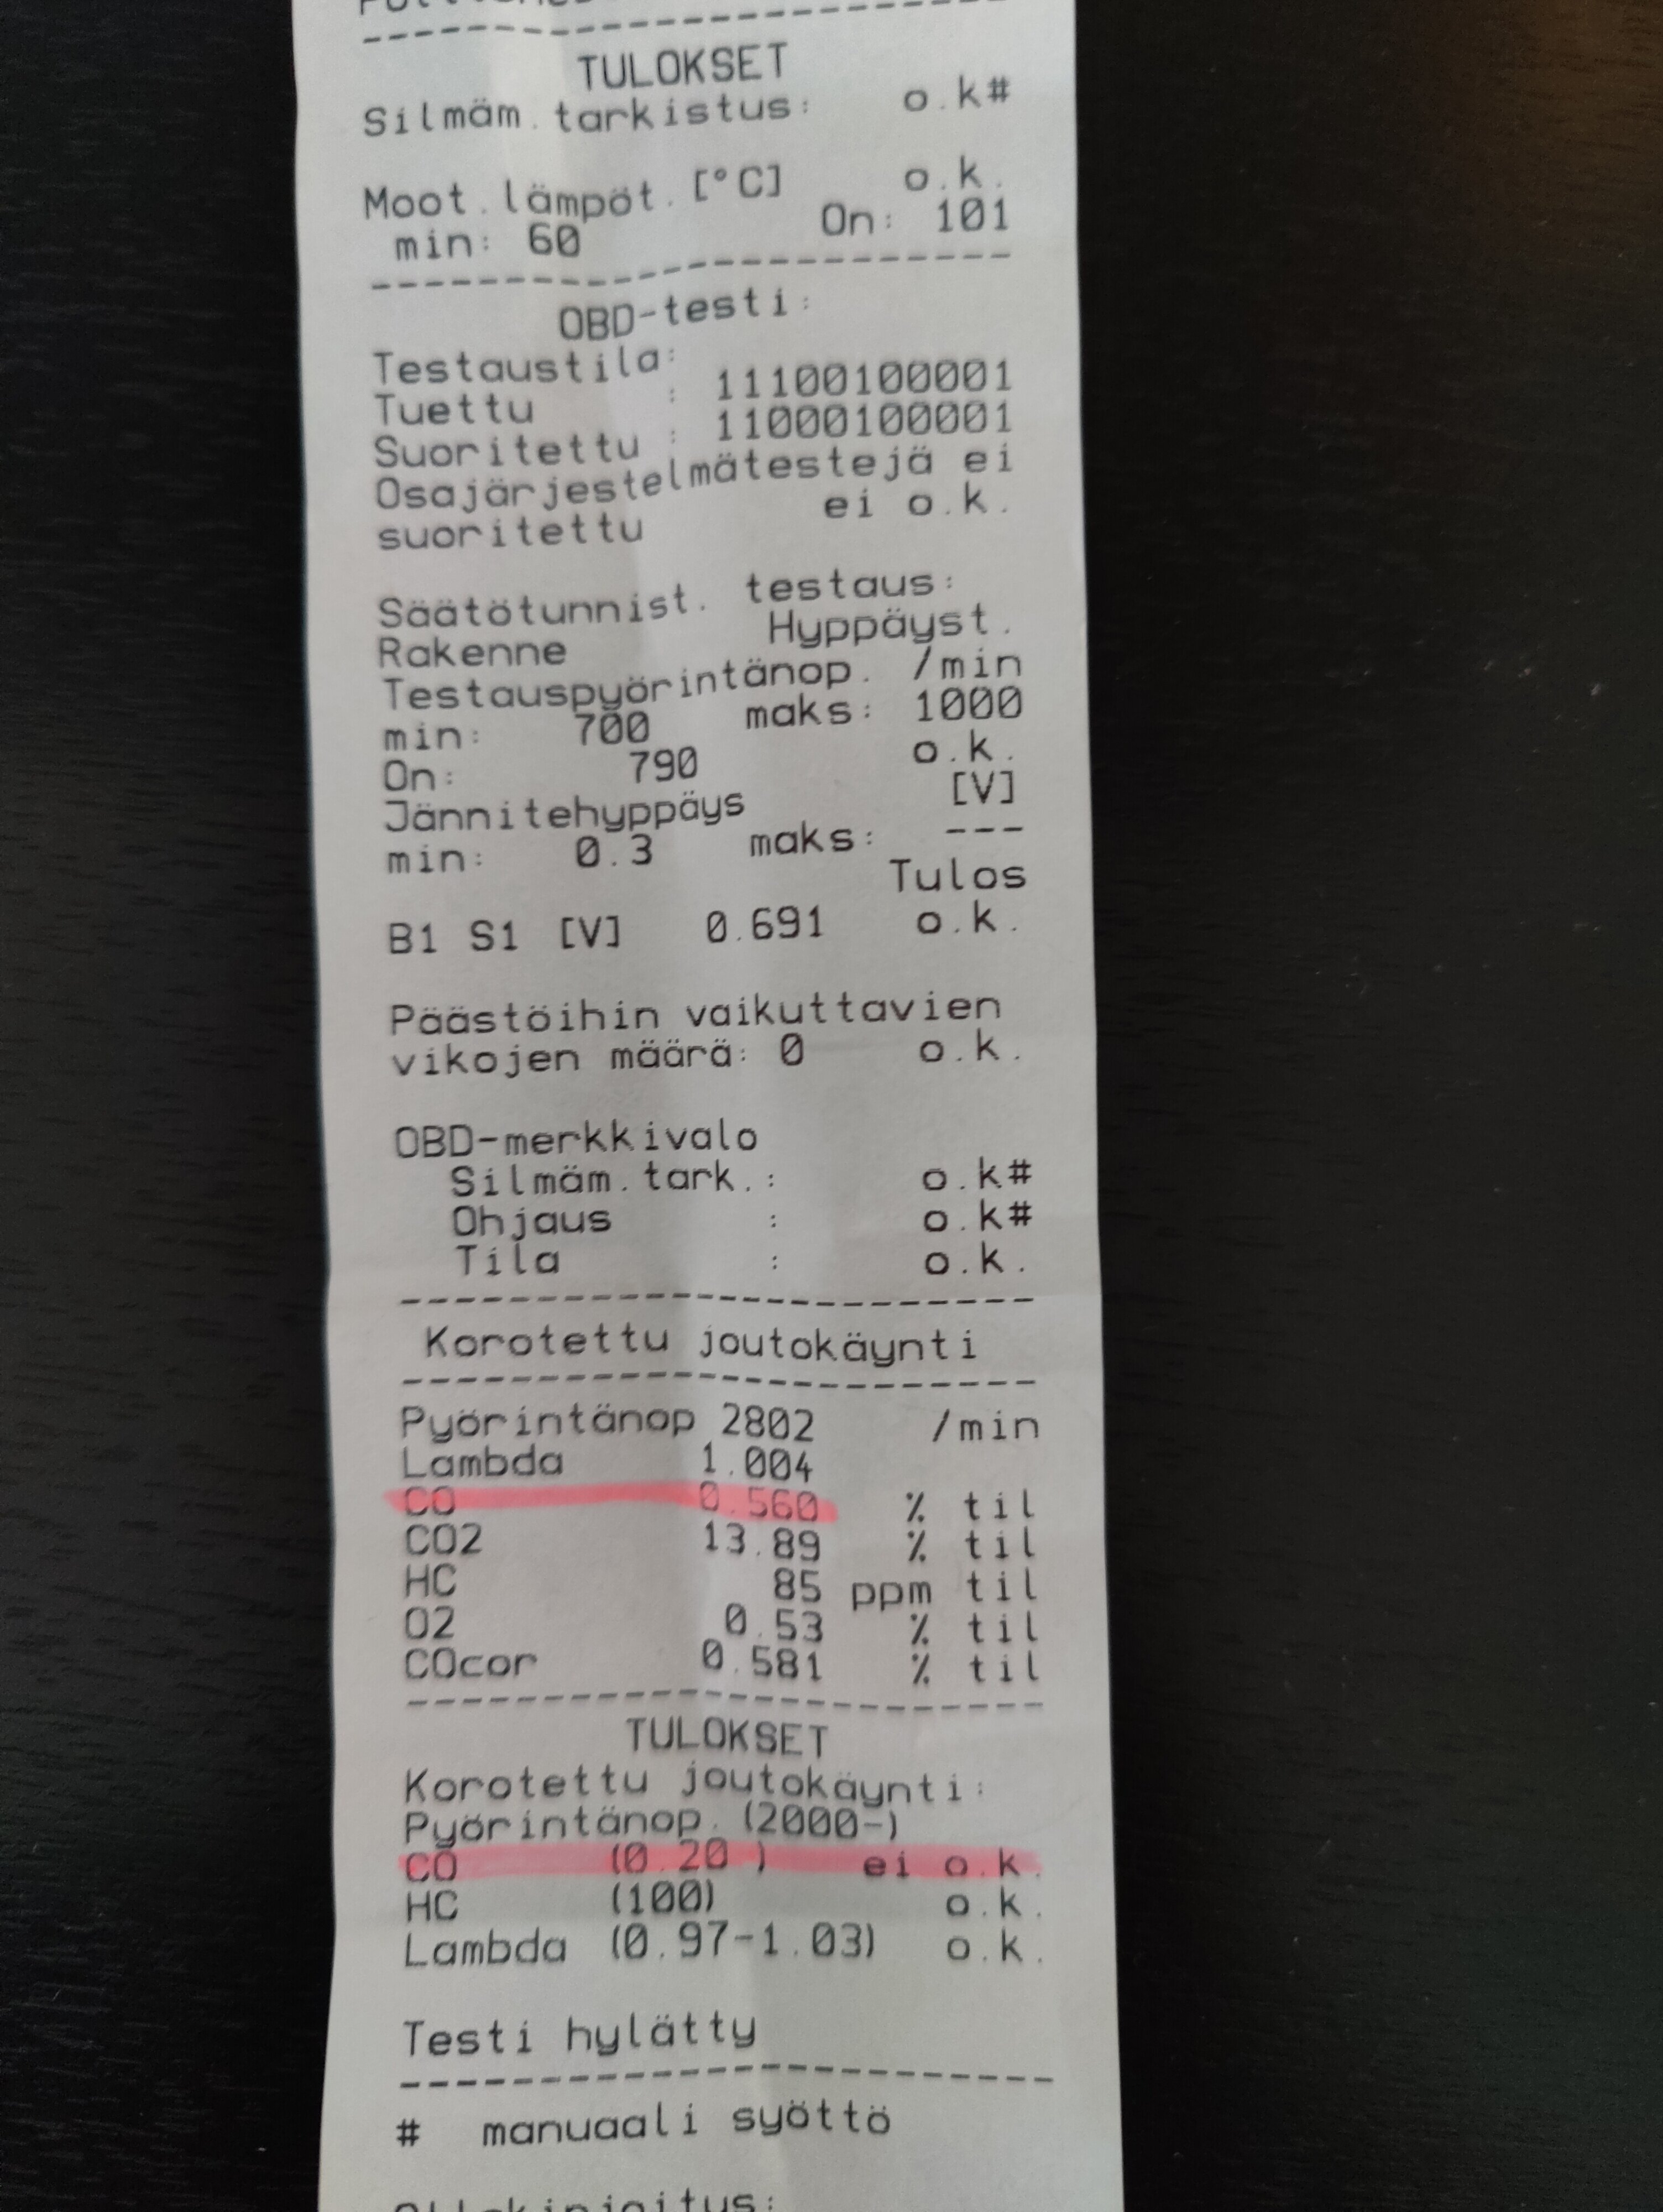 TULOKSET
Silmäm.tarkistus: o.k#
Moot.lämpöt.[°C] o.k.
min: 60 On: 101
OBD-testi:
Testaustila:
Tuettu : 11100100001
Suoritettu : 11000100001
Osajärjestelmätestejä ei
suoritettu ei o.k.
Säätötunnist. testaus:
Rakenne Hyppäyst.
Testauspyörintänop. /min
min: 700 maks: 1000
On: 790 o.k.
Jännitehyppäys [V]
min: 0.3 maks: ---
Tulos
B1 S1 [V] 0.691 o.k.
Päästöihin vaikuttavien
vikojen määrä: 0 o.k.
OBD-merkkivalo
Silmäm.tark.: o.k#
Ohjaus : o.k#
Tila : o.k.
Korotettu joutokäynti
Pyörintänop 2802 /min
Lambda 1.004
CO 0.560 % til
CO2 13.89 % til
HC 85 ppm til
O2 0.53 % til
COcor 0.581 % til
TULOKSET
Korotettu joutokäynti:
Pyörintänop.(2000-)
CO (0.20 ) ei o.k.
HC (100) o.k.
Lambda (0.97-1.03) o.k.
Testi hylätty
# manuaali syöttö